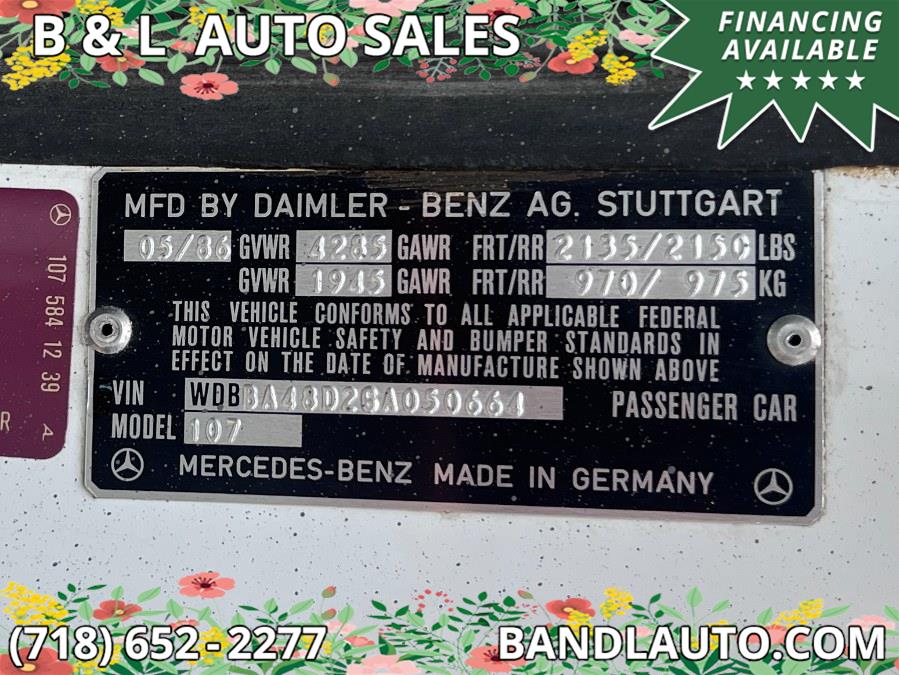 B & L AUTO SALES
FINANCING
AVAILABLE
MFD BY DAIMLER - BENZ AG. STUTTGART
05/86 GVWR 4285 GAWR FRT/RR 2135/2150 LBS
GVWR 1945 GAWR FRT/RR 970/ 975 KG
THIS VEHICLE CONFORMS TO ALL APPLICABLE FEDERAL
MOTOR VEHICLE SAFETY AND BUMPER STANDARDS IN
EFFECT ON THE DATE OF MANUFACTURE SHOWN ABOVE
VIN WDBBA48D2GA050664 PASSENGER CAR
MODEL 107
MERCEDES-BENZ MADE IN GERMANY
107 584 12 39
R A
(718) 652-2277
BANDLAUTO.COM